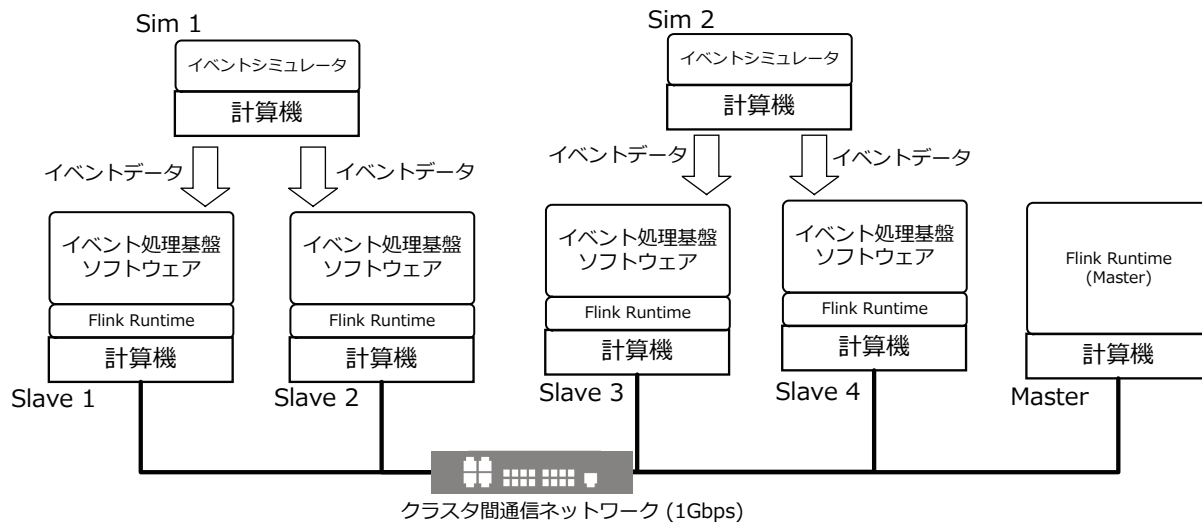 Sim 1
イベントシミュレータ
計算機
イベントデータ
イベントデータ
Sim 2
イベントシミュレータ
計算機
イベントデータ
イベントデータ
イベント処理基盤
ソフトウェア
Flink Runtime
計算機
Slave 1
イベント処理基盤
ソフトウェア
Flink Runtime
計算機
Slave 2
イベント処理基盤
ソフトウェア
Flink Runtime
計算機
Slave 3
イベント処理基盤
ソフトウェア
Flink Runtime
計算機
Slave 4
Flink Runtime
(Master)
計算機
Master
クラスタ間通信ネットワーク (1Gbps)